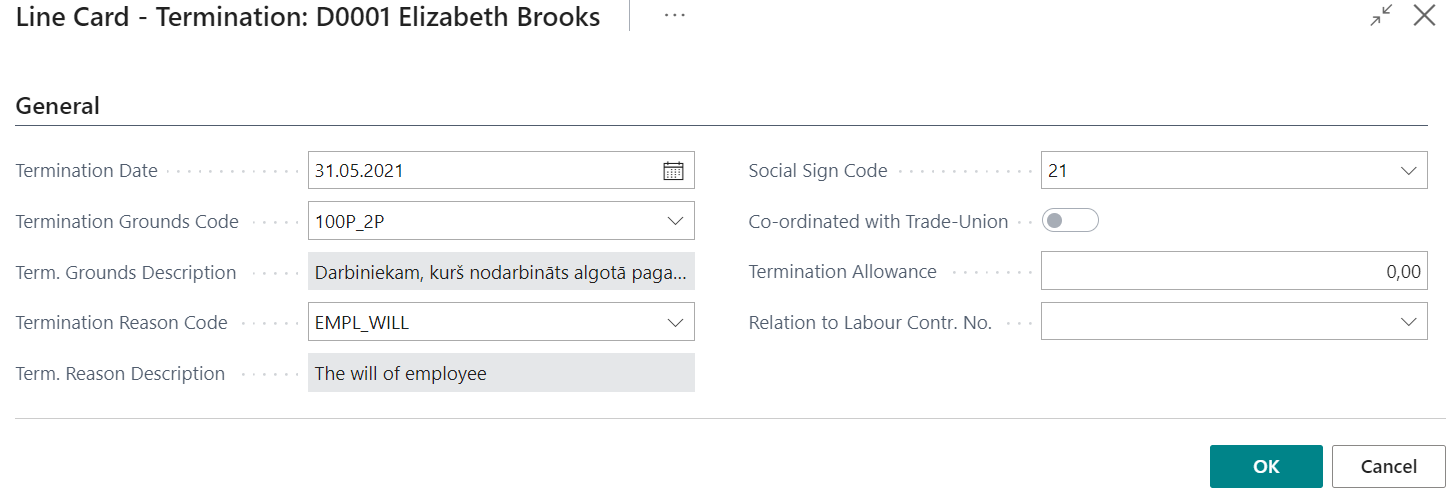 Line Card - Termination: D0001 Elizabeth Brooks
General
Termination Date 31.05.2021
Termination Grounds Code 100P_2P
Term. Grounds Description Darbiniekam, kurš nodarbināts algotā paga...
Termination Reason Code EMPL_WILL
Term. Reason Description The will of employee
Social Sign Code 21
Co-ordinated with Trade-Union
Termination Allowance 0,00
Relation to Labour Contr. No.
OK
Cancel